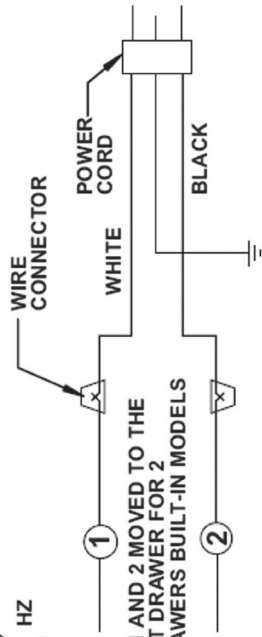 HZ
WIRE
CONNECTOR
POWER
CORD
WHITE
BLACK
1
AND 2 MOVED TO THE
DRAWER FOR 2
BUILT-IN MODELS
2